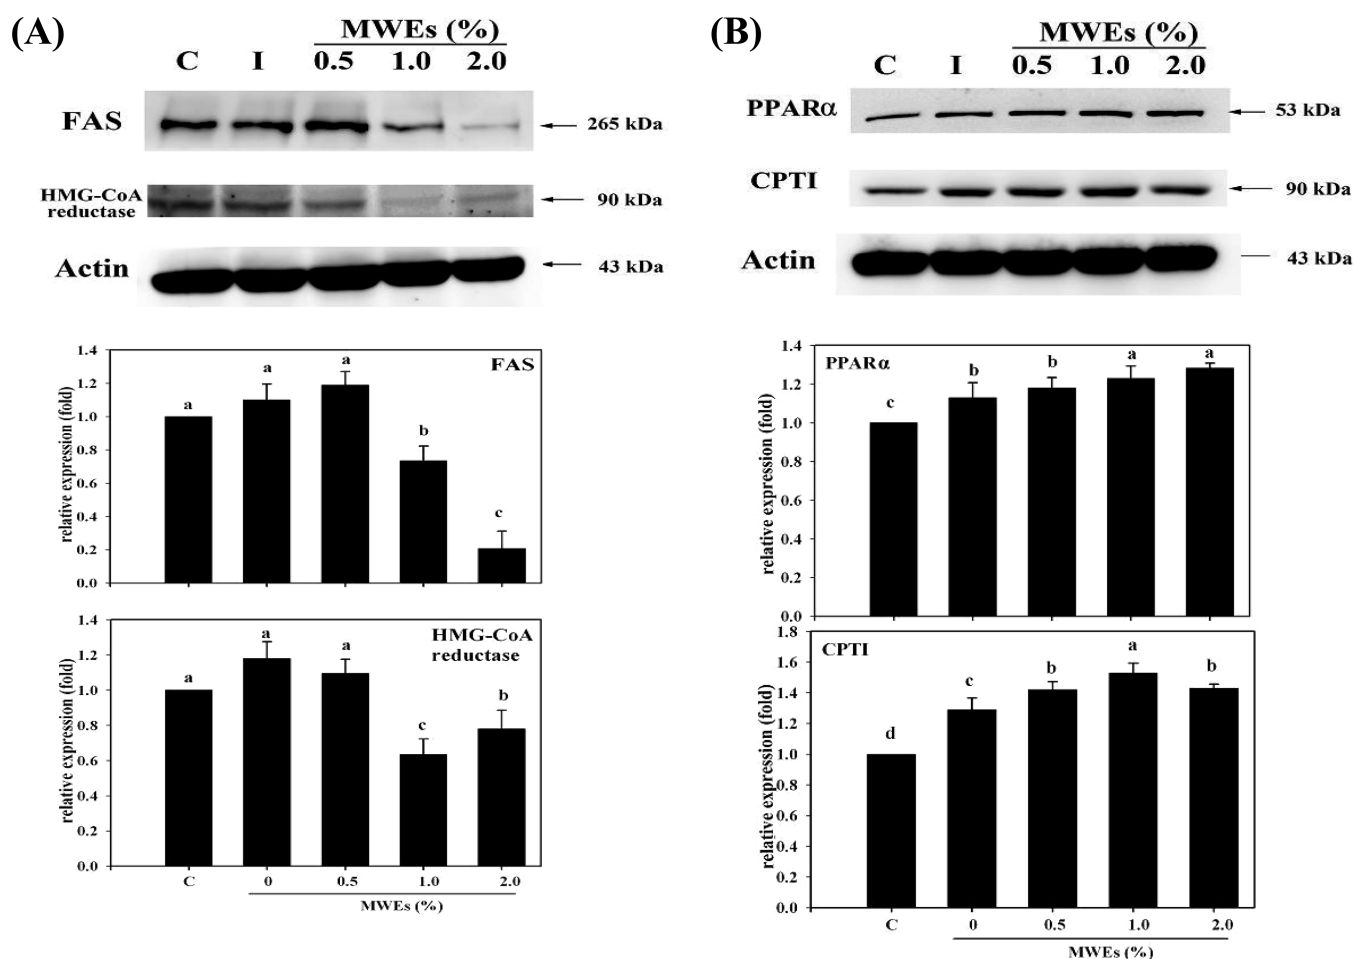 (A)
MWEs (%)
C I 0.5 1.0 2.0
FAS
265 kDa
HMG-CoA
reductase
90 kDa
Actin
43 kDa
1.4
1.2
1.0
0.8
0.6
0.4
0.2
0.0
relative expression (fold)
FAS
a a a b c
1.4
1.2
1.0
0.8
0.6
0.4
0.2
0.0
relative expression (fold)
HMG-CoA
reductase
a a a c b
C 0 0.5 1.0 2.0
MWEs (%)
(B)
MWEs (%)
C I 0.5 1.0 2.0
PPARα
53 kDa
CPTI
90 kDa
Actin
43 kDa
1.4
1.2
1.0
0.8
0.6
0.4
0.2
0.0
relative expression (fold)
PPARα
c b b a a
1.8
1.6
1.4
1.2
1.0
0.8
0.6
0.4
0.2
0.0
relative expression (fold)
CPTI
d c b a b
C 0 0.5 1.0 2.0
MWEs (%)